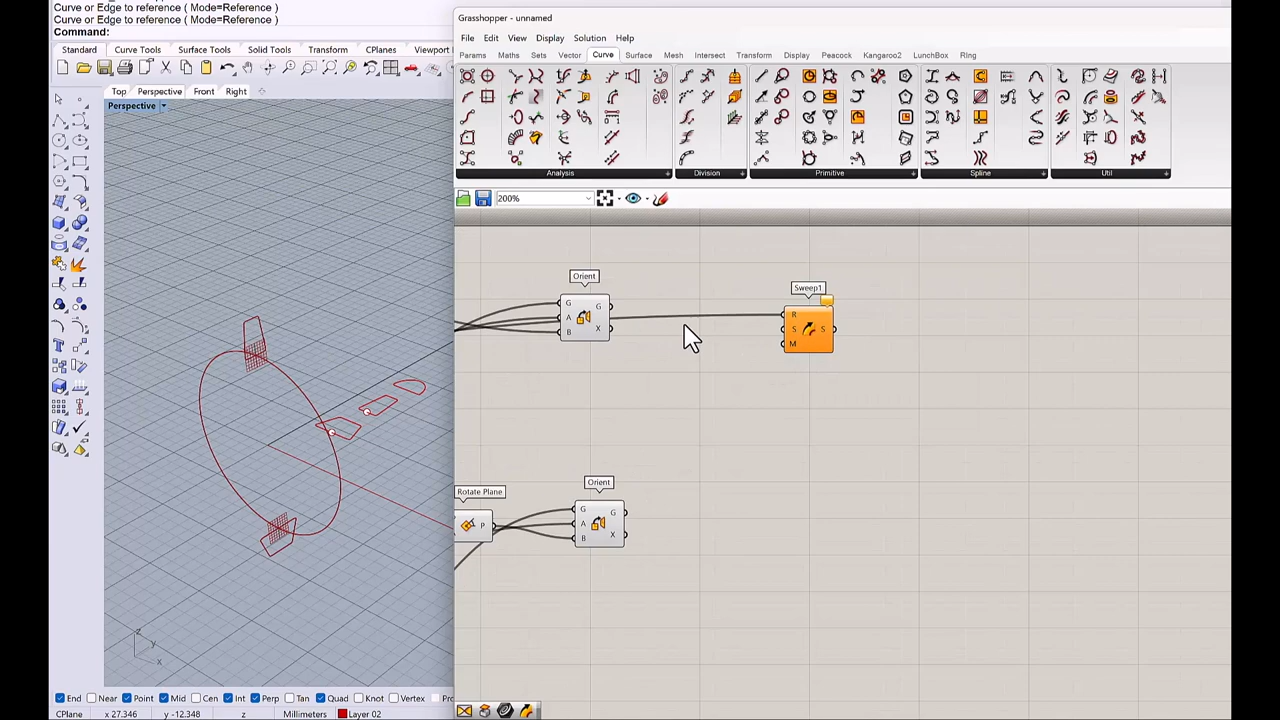 Curve or Edge to reference ( Mode=Reference )
Curve or Edge to reference ( Mode=Reference )
Command:
Standard Curve Tools Surface Tools Solid Tools Transform CPlanes Viewport
Top Perspective Front Right
Perspective
Grasshopper - unnamed
File Edit View Display Solution Help
Params Maths Sets Vector Curve Surface Mesh Intersect Transform Display Peacock Kangaroo2 LunchBox RIng
Analysis Division Primitive Spline Util
200%
Orient
G
A
B
G
X
Sweep1
R
S
M
S
Rotate Plane
P
Orient
G
A
B
G
X
z
y
x
End Near Point Mid Cen Int Perp Tan Quad Knot Vertex
CPlane x 27.346 y -12.348 z Millimeters Layer 02